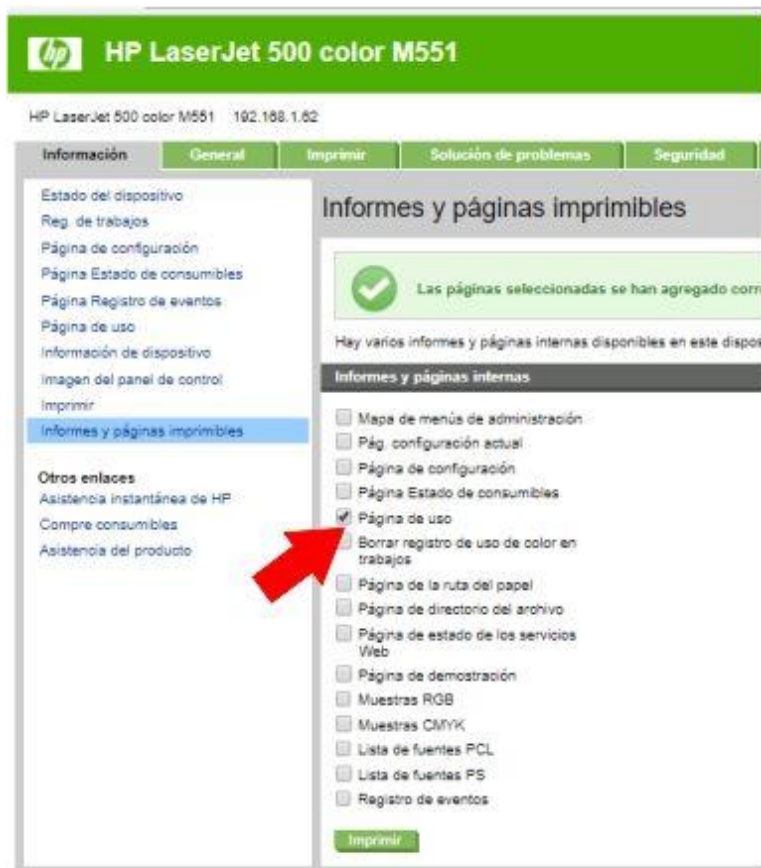 hp HP LaserJet 500 color M551
HP LaserJet 500 color M551 192.168.1.62
Información General Imprimir Solución de problemas Seguridad
Estado del dispositivo
Reg. de trabajos
Página de configuración
Página Estado de consumibles
Página Registro de eventos
Página de uso
Información de dispositivo
Imagen del panel de control
Imprimir
Informes y páginas imprimibles
Otros enlaces
Asistencia instantánea de HP
Compre consumibles
Asistencia del producto
Informes y páginas imprimibles
Las páginas seleccionadas se han agregado corr
Hay varios informes y páginas internas disponibles en este dispos
Informes y páginas internas
Mapa de menús de administración
Pág. configuración actual
Página de configuración
Página Estado de consumibles
Página de uso
Borrar registro de uso de color en
trabajos
Página de la ruta del papel
Página de directorio del archivo
Página de estado de los servicios
Web
Página de demostración
Muestras RGB
Muestras CMYK
Lista de fuentes PCL
Lista de fuentes PS
Registro de eventos
Imprimir